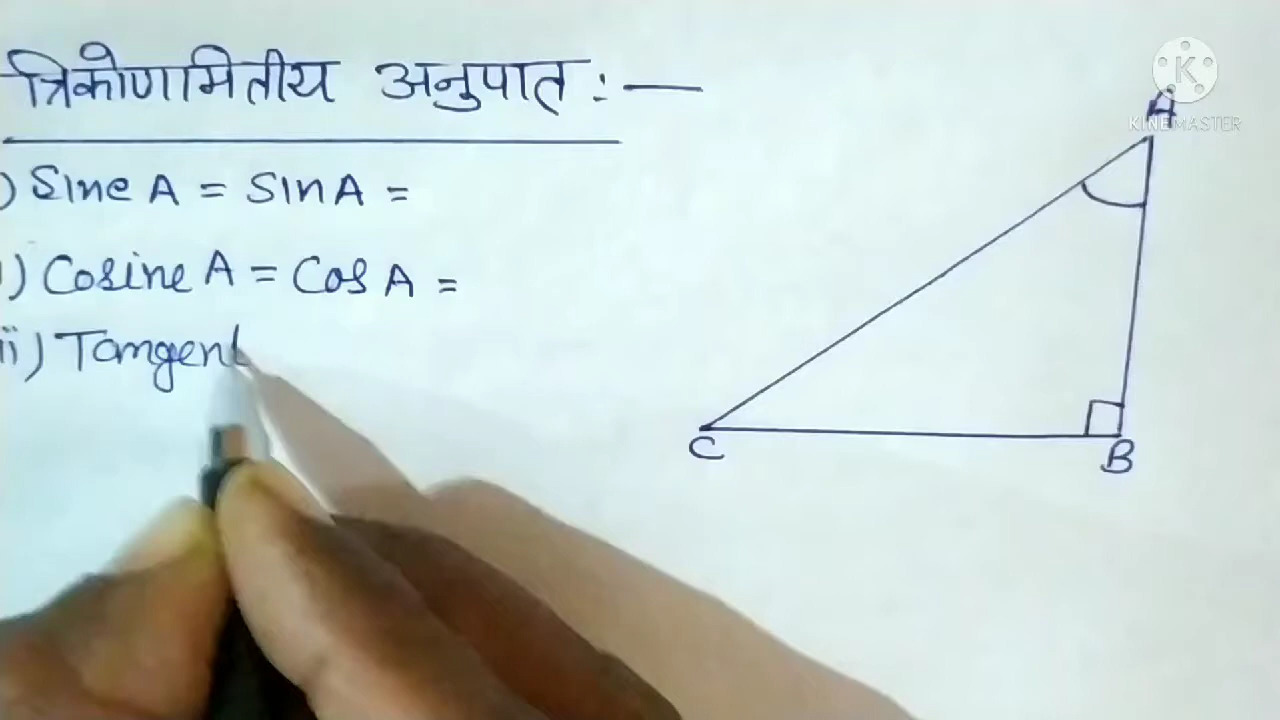 त्रिकोणमितीय अनुपात :—
) Sine A = Sin A =
) Cosine A = Cos A =
ii) Tangent
A
C
B
K
KINEMASTER